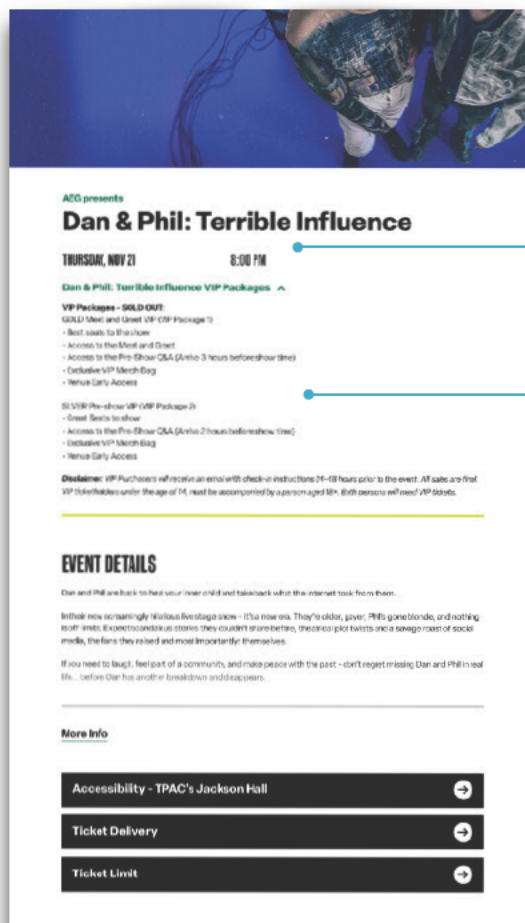 AEG presents
Dan & Phil: Terrible Influence
THURSDAY, NOV 21 8:00 PM
Dan & Phil: Terrible Influence VIP Packages
VIP Packages - SOLD OUT:
GOLD Meet and Greet VIP (VIP Package 1)
- Best seats to the show
- Access to the Meet and Greet
- Access to the Pre-Show Q&A (Arrive 3 hours before show time)
- Exclusive VIP Merch Bag
- Venue Early Access
SILVER Pre-show VIP (VIP Package 2)
- Great Seats to show
- Access to the Pre-Show Q&A (Arrive 2 hours before show time)
- Exclusive VIP Merch Bag
- Venue Early Access
Disclaimer: VIP Purchasers will receive an email with check-in instructions 24-48 hours prior to the event. All sales are final.
VIP ticketholders under the age of 14, must be accompanied by a person aged 18+. Both persons will need VIP tickets.
EVENT DETAILS
Dan and Phil are back to heal your inner child and take back what the internet took from them.
In their new screamingly hilarious live stage show - it's a new era. They're older, gayer, Phil's gone blonde, and nothing
is off limits. Expect scandalous stories they couldn't share before, theatrical plot twists and a savage roast of social
media, the fans they raised and most importantly: themselves.
If you need to laugh, feel part of a community, and make peace with the past - don't regret missing Dan and Phil in real
life... before Dan has another breakdown and disappears.
More Info
Accessibility - TPAC's Jackson Hall
Ticket Delivery
Ticket Limit